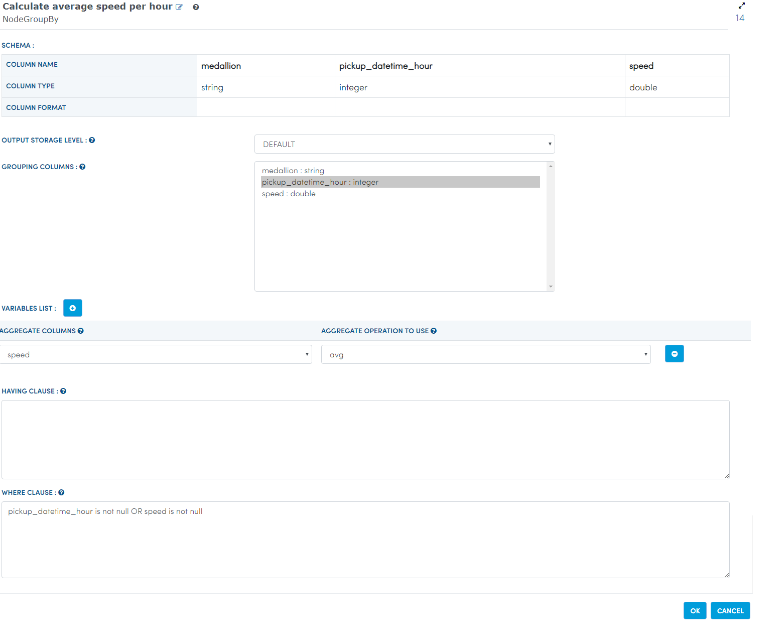 Calculate average speed per hour
NodeGroupBy
14
SCHEMA :
COLUMN NAME medallion pickup_datetime_hour speed
COLUMN TYPE string integer double
COLUMN FORMAT
OUTPUT STORAGE LEVEL : DEFAULT
GROUPING COLUMNS :
medallion : string
pickup_datetime_hour : integer
speed : double
VARIABLES LIST :
AGGREGATE COLUMNS AGGREGATE OPERATION TO USE
speed avg
HAVING CLAUSE :
WHERE CLAUSE :
pickup_datetime_hour is not null OR speed is not null
OK CANCEL